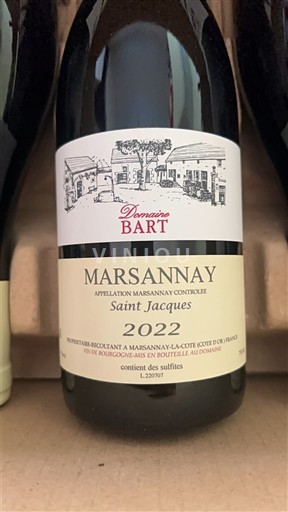 Domaine
BART
VINIOU
MARSANNAY
APPELLATION MARSANNAY CONTROLEE
Saint Jacques
2022
PROPRIETAIRE-RECOLTANT A MARSANNAY-LA-COTE (COTE D'OR) FRANCE
VIN DE BOURGOGNE-MIS EN BOUTEILLE AU DOMAINE
contient des sulfites
L.220707